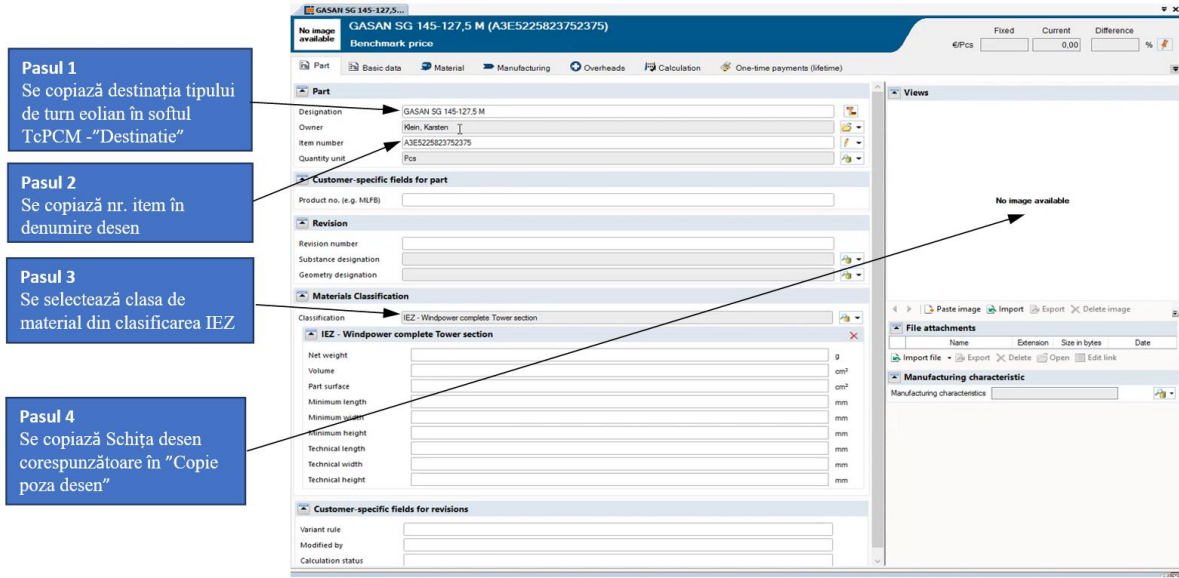 GASAN SG 145-127,5...
No image
available
GASAN SG 145-127,5 M (A3E5225823752375)
Benchmark price
Fixed Current Difference
€/Pcs 0,00 %
Part Basic data Material Manufacturing Overheads Calculation One-time payments (lifetime)
Pasul 1
Se copiază destinația tipului
de turn eolian în softul
TcPCM -”Destinatie”
Pasul 2
Se copiază nr. item în
denumire desen
Pasul 3
Se selectează clasa de
material din clasificarea IEZ
Pasul 4
Se copiază Schița desen
corespunzătoare în ”Copie
poza desen”
Part
Designation GASAN SG 145-127,5 M
Owner Klein, Karsten
Item number A3E5225823752375
Quantity unit Pcs
Customer-specific fields for part
Product no. (e.g. MLFB)
Revision
Revision number
Substance designation
Geometry designation
Materials Classification
Classification IEZ - Windpower complete Tower section
IEZ - Windpower complete Tower section
Net weight g
Volume cm³
Part surface cm²
Minimum length mm
Minimum width mm
Minimum height mm
Technical length mm
Technical width mm
Technical height mm
Customer-specific fields for revisions
Variant rule
Modified by
Calculation status
Views
No image available
Paste image Import Export Delete image
File attachments
Name Extension Size in bytes Date
Import file Export Delete Open Edit link
Manufacturing characteristic
Manufacturing characteristics